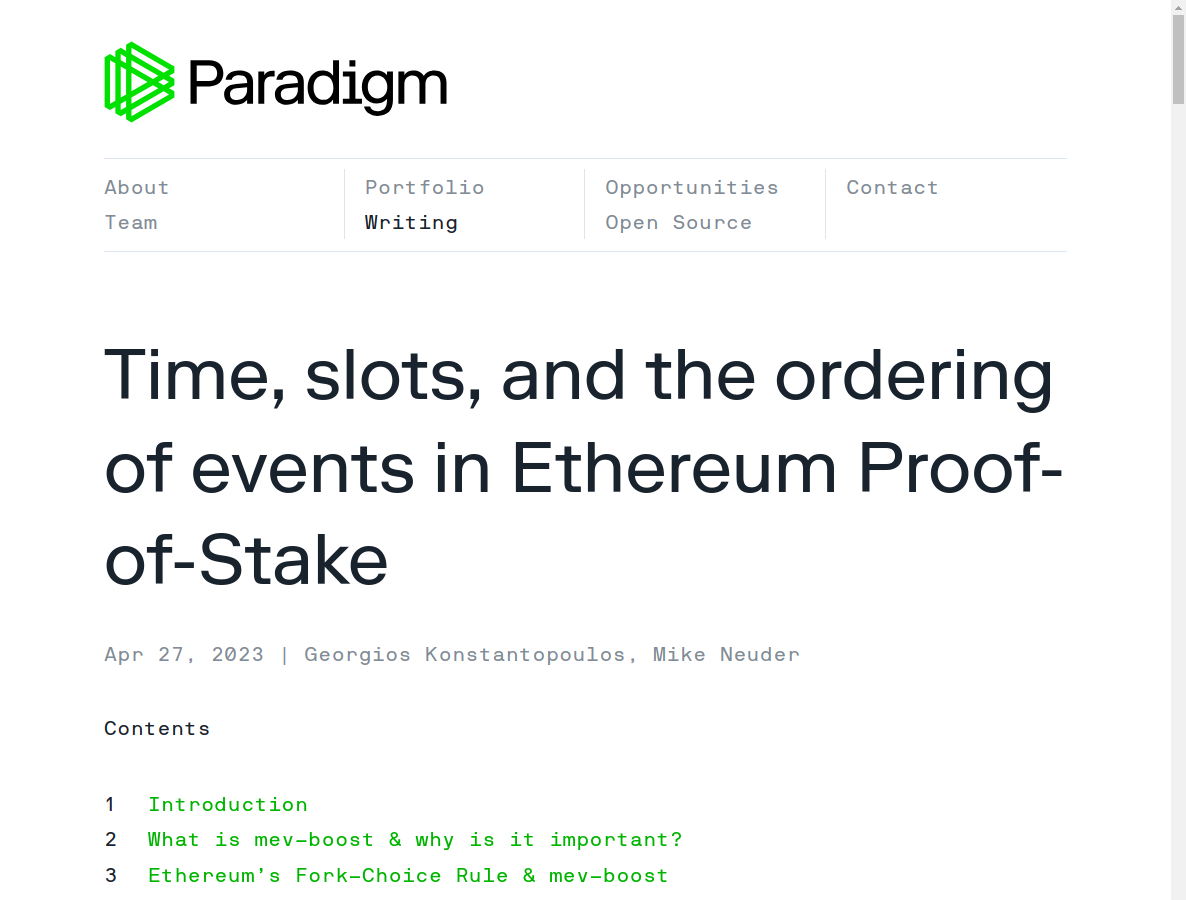 Paradigm
About
Team
Portfolio
Writing
Opportunities
Open Source
Contact
Time, slots, and the ordering
of events in Ethereum Proof-
of-Stake
Apr 27, 2023 | Georgios Konstantopoulos, Mike Neuder
Contents
1 Introduction
2 What is mev-boost & why is it important?
3 Ethereum's Fork-Choice Rule & mev-boost